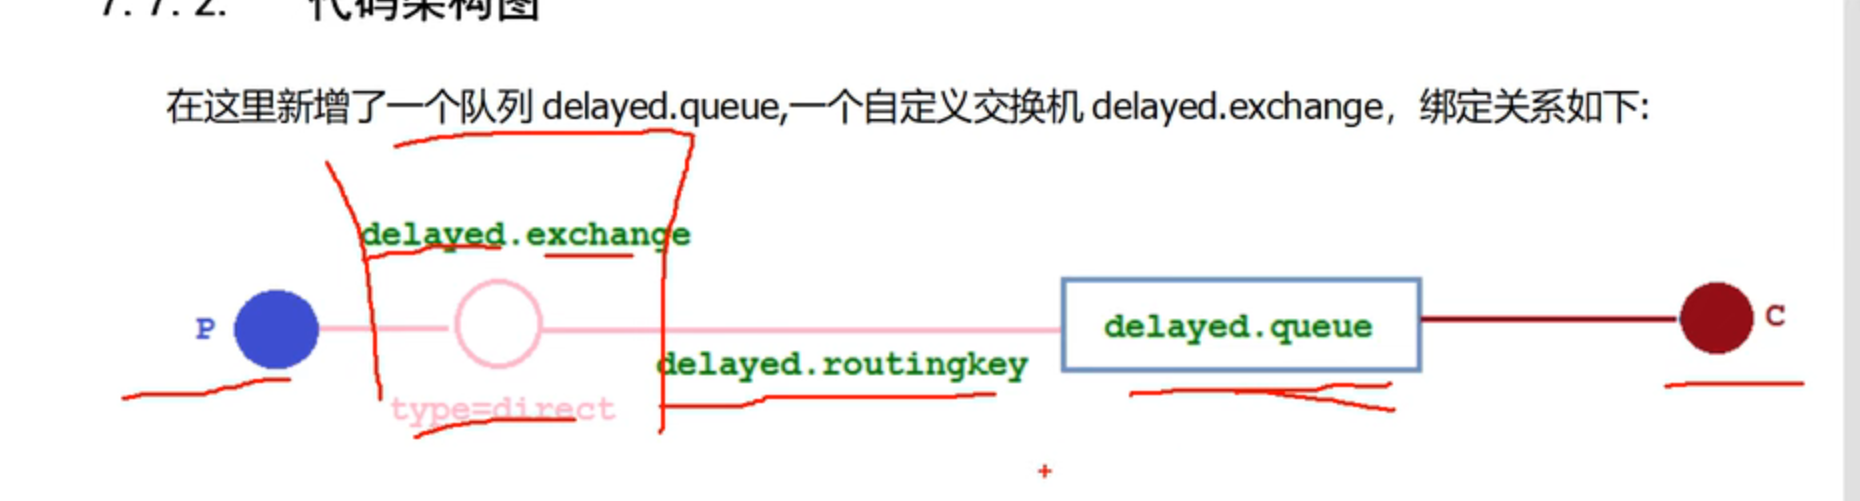 7.7.2. 代码架构图
在这里新增了一个队列 delayed.queue,一个自定义交换机 delayed.exchange，绑定关系如下:
delayed.exchange
P
delayed.queue
C
delayed.routingkey
type=direct